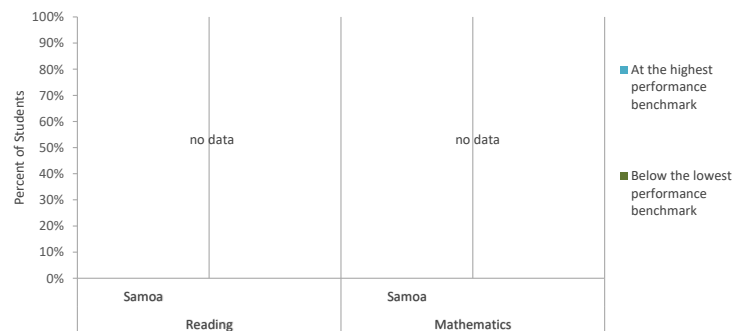 100%
90%
80%
70%
60%
50%
40%
30%
20%
10%
0%
Percent of Students
no data
no data
Samoa
Samoa
Reading
Mathematics
At the highest
performance
benchmark
Below the lowest
performance
benchmark